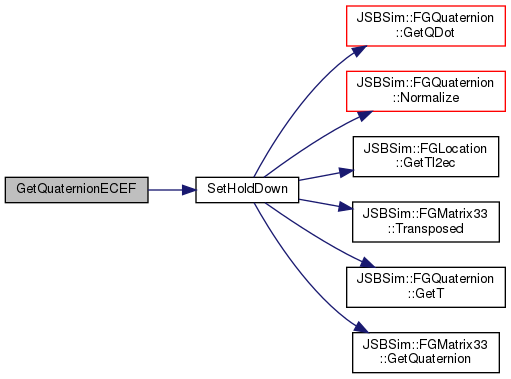 GetQuaternionECEF
SetHoldDown
JSBSim::FGQuaternion
::GetQDot
JSBSim::FGQuaternion
::Normalize
JSBSim::FGLocation
::GetTl2ec
JSBSim::FGMatrix33
::Transposed
JSBSim::FGQuaternion
::GetT
JSBSim::FGMatrix33
::GetQuaternion